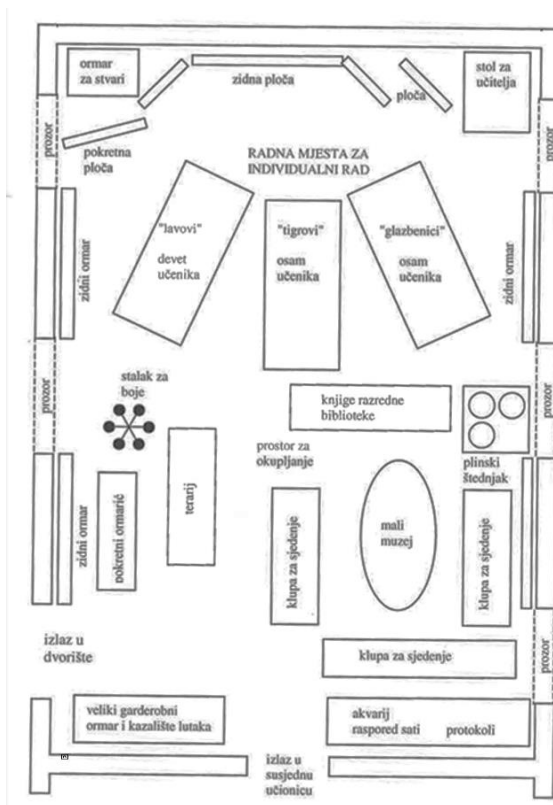 ormar
za stvari
zidna ploča
ploča
stol za
učitelja
prozor
pokretna
ploča
prozor
RADNA MJESTA ZA
INDIVIDUALNI RAD
"lavovi"
devet
učenika
"tigrovi"
osam
učenika
"glazbenici"
osam
učenika
zidni ormar
zidni ormar
stalak za
boje
prozor
knjige razredne
biblioteke
prozor
prostor za
okupljanje
plinski
štednjak
zidni ormar
pokretni ormarić
terarij
klupa za sjedenje
mali
muzej
klupa za sjedenje
izlaz u
dvorište
klupa za sjedenje
prozor
veliki garderobni
ormar i kazalište lutaka
akvarij
raspored sati protokoli
izlaz u
susjednu
učionicu